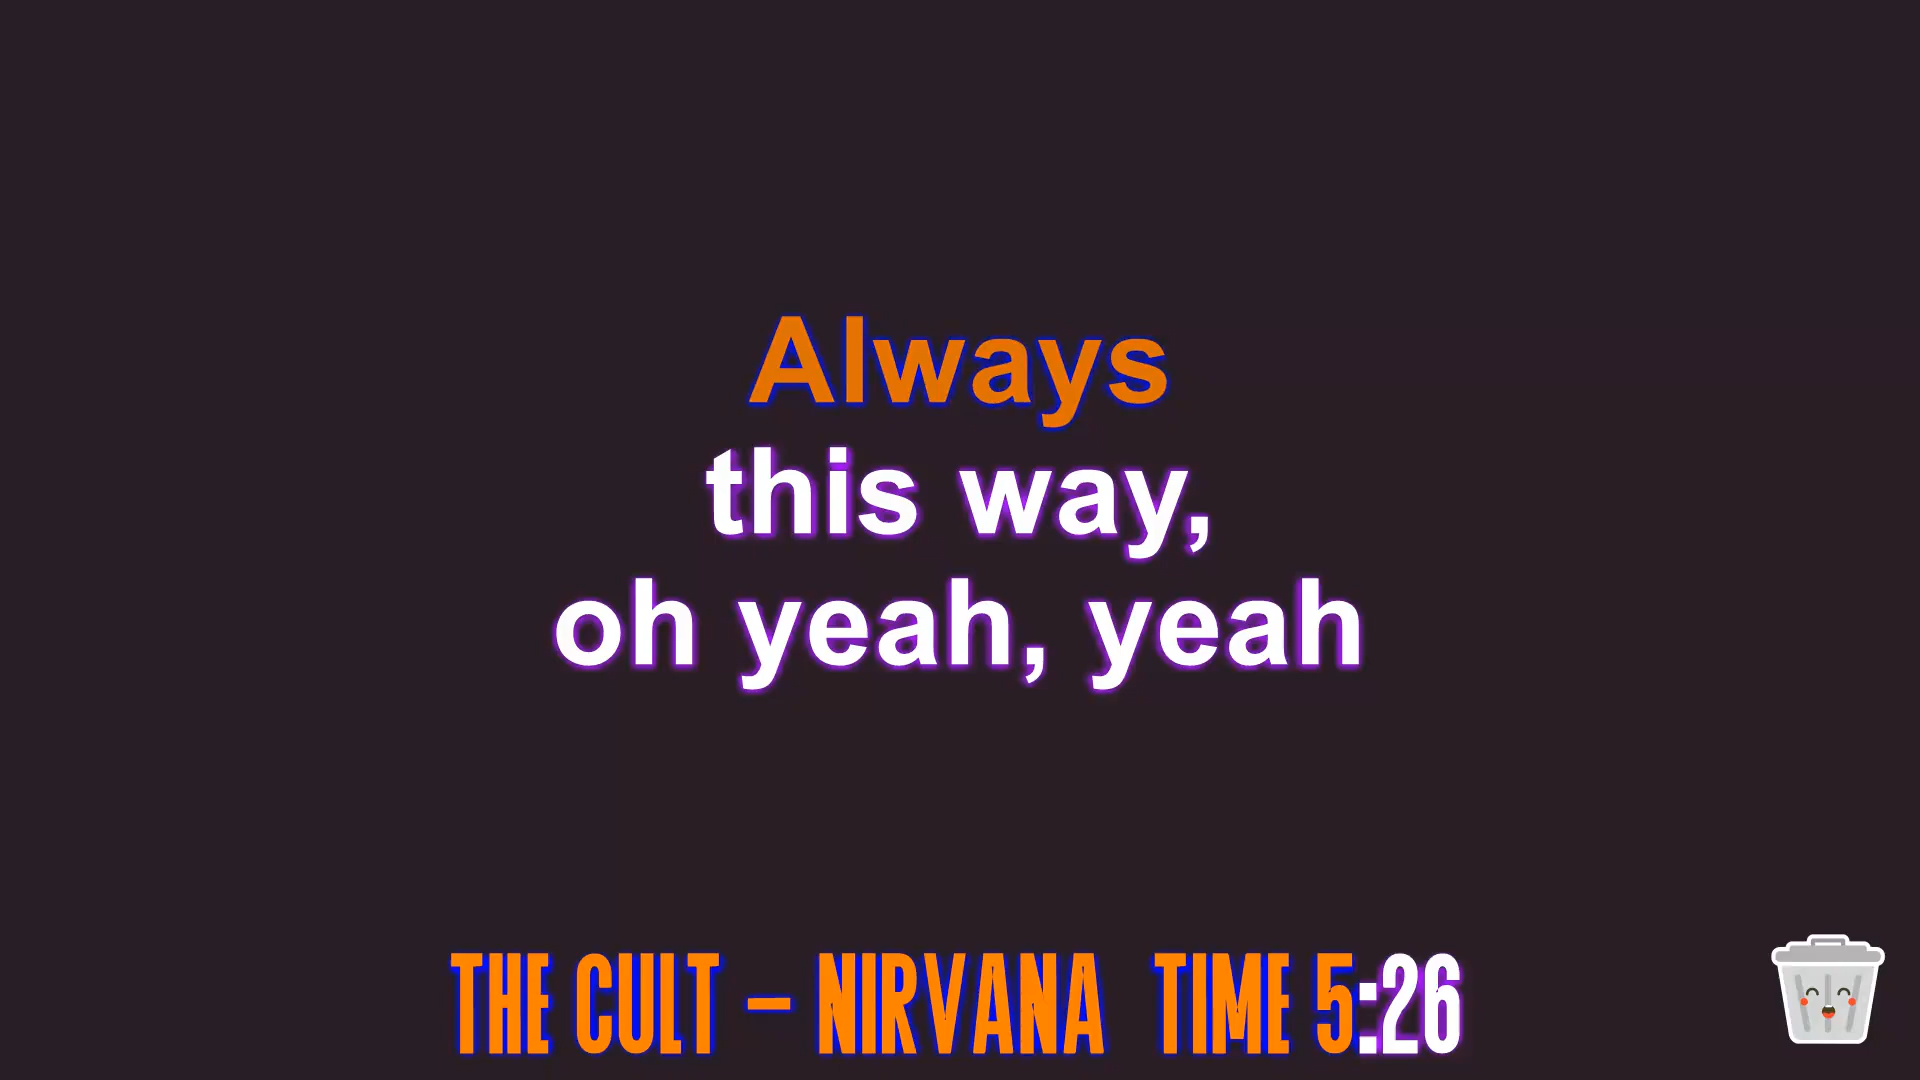 Always
this way,
oh yeah, yeah
THE CULT – NIRVANA TIME 5:26